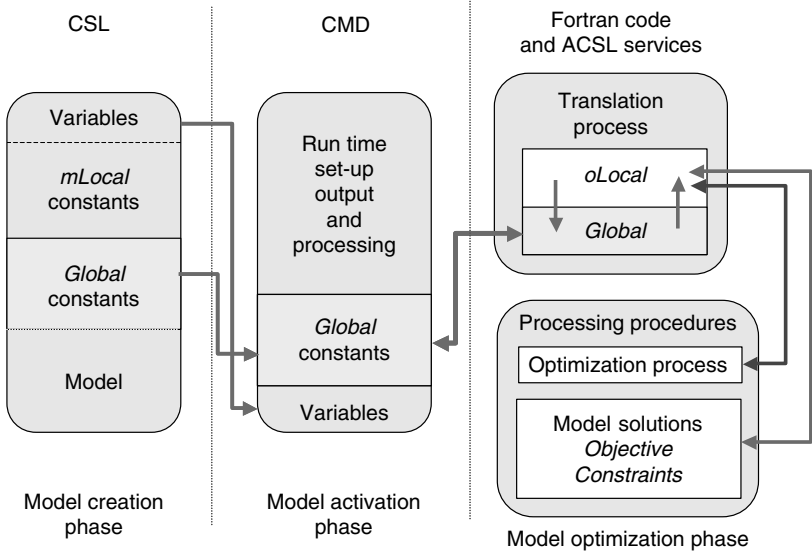 CSL
Variables
mLocal
constants
Global
constants
Model
Model creation
phase
CMD
Run time
set-up
output
and
processing
Global
constants
Variables
Model activation
phase
Fortran code
and ACSL services
Translation
process
oLocal
Global
Processing procedures
Optimization process
Model solutions
Objective
Constraints
Model optimization phase